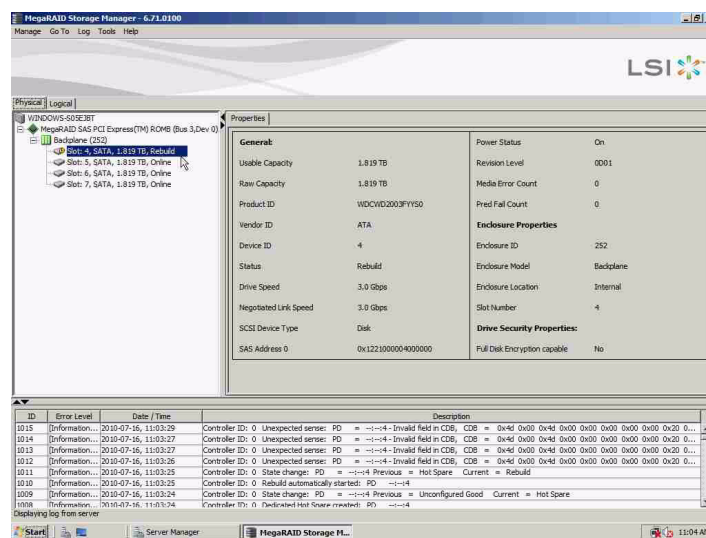 MegaRAID Storage Manager - 6.71.0100
Manage Go To Log Tools Help
LSI
Physical Logical
WINDOWS-S05EJBT
MegaRAID SAS PCI Express(TM) ROMB (Bus 3,Dev 0)
Backplane (252)
Slot: 4, SATA, 1.819 TB, Rebuild
Slot: 5, SATA, 1.819 TB, Online
Slot: 6, SATA, 1.819 TB, Online
Slot: 7, SATA, 1.819 TB, Online
Properties
General:
Usable Capacity 1.819 TB
Raw Capacity 1.819 TB
Product ID WDCWD2003FYYS0
Vendor ID ATA
Device ID 4
Status Rebuild
Drive Speed 3.0 Gbps
Negotiated Link Speed 3.0 Gbps
SCSI Device Type Disk
SAS Address 0 0x1221000004000000
Power Status On
Revision Level 0D01
Media Error Count 0
Pred Fail Count 0
Enclosure Properties
Enclosure ID 252
Enclosure Model Backplane
Enclosure Location Internal
Slot Number 4
Drive Security Properties:
Full Disk Encryption capable No
ID Error Level Date / Time Description
1015 [Information... 2010-07-16, 11:03:29 Controller ID: 0 Unexpected sense: PD = --:--:4 - Invalid field in CDB, CDB = 0x4d 0x00 0x4d 0x00 0x00 0x00 0x00 0x00 0x20 0...
1014 [Information... 2010-07-16, 11:03:27 Controller ID: 0 Unexpected sense: PD = --:--:4 - Invalid field in CDB, CDB = 0x4d 0x00 0x4d 0x00 0x00 0x00 0x00 0x00 0x20 0...
1013 [Information... 2010-07-16, 11:03:27 Controller ID: 0 Unexpected sense: PD = --:--:4 - Invalid field in CDB, CDB = 0x4d 0x00 0x4d 0x00 0x00 0x00 0x00 0x00 0x20 0...
1012 [Information... 2010-07-16, 11:03:26 Controller ID: 0 Unexpected sense: PD = --:--:4 - Invalid field in CDB, CDB = 0x4d 0x00 0x4d 0x00 0x00 0x00 0x00 0x00 0x20 0...
1011 [Information... 2010-07-16, 11:03:25 Controller ID: 0 State change: PD = --:--:4 Previous = Hot Spare Current = Rebuild
1010 [Information... 2010-07-16, 11:03:25 Controller ID: 0 Rebuild automatically started: PD --:--:4
1009 [Information... 2010-07-16, 11:03:24 Controller ID: 0 State change: PD = --:--:4 Previous = Unconfigured Good Current = Hot Spare
1008 [Information... 2010-07-16, 11:03:24 Controller ID: 0 Dedicated Hot Spare created: PD --:--:4
Displaying log from server
Start Server Manager MegaRAID Storage M... 11:04 AM